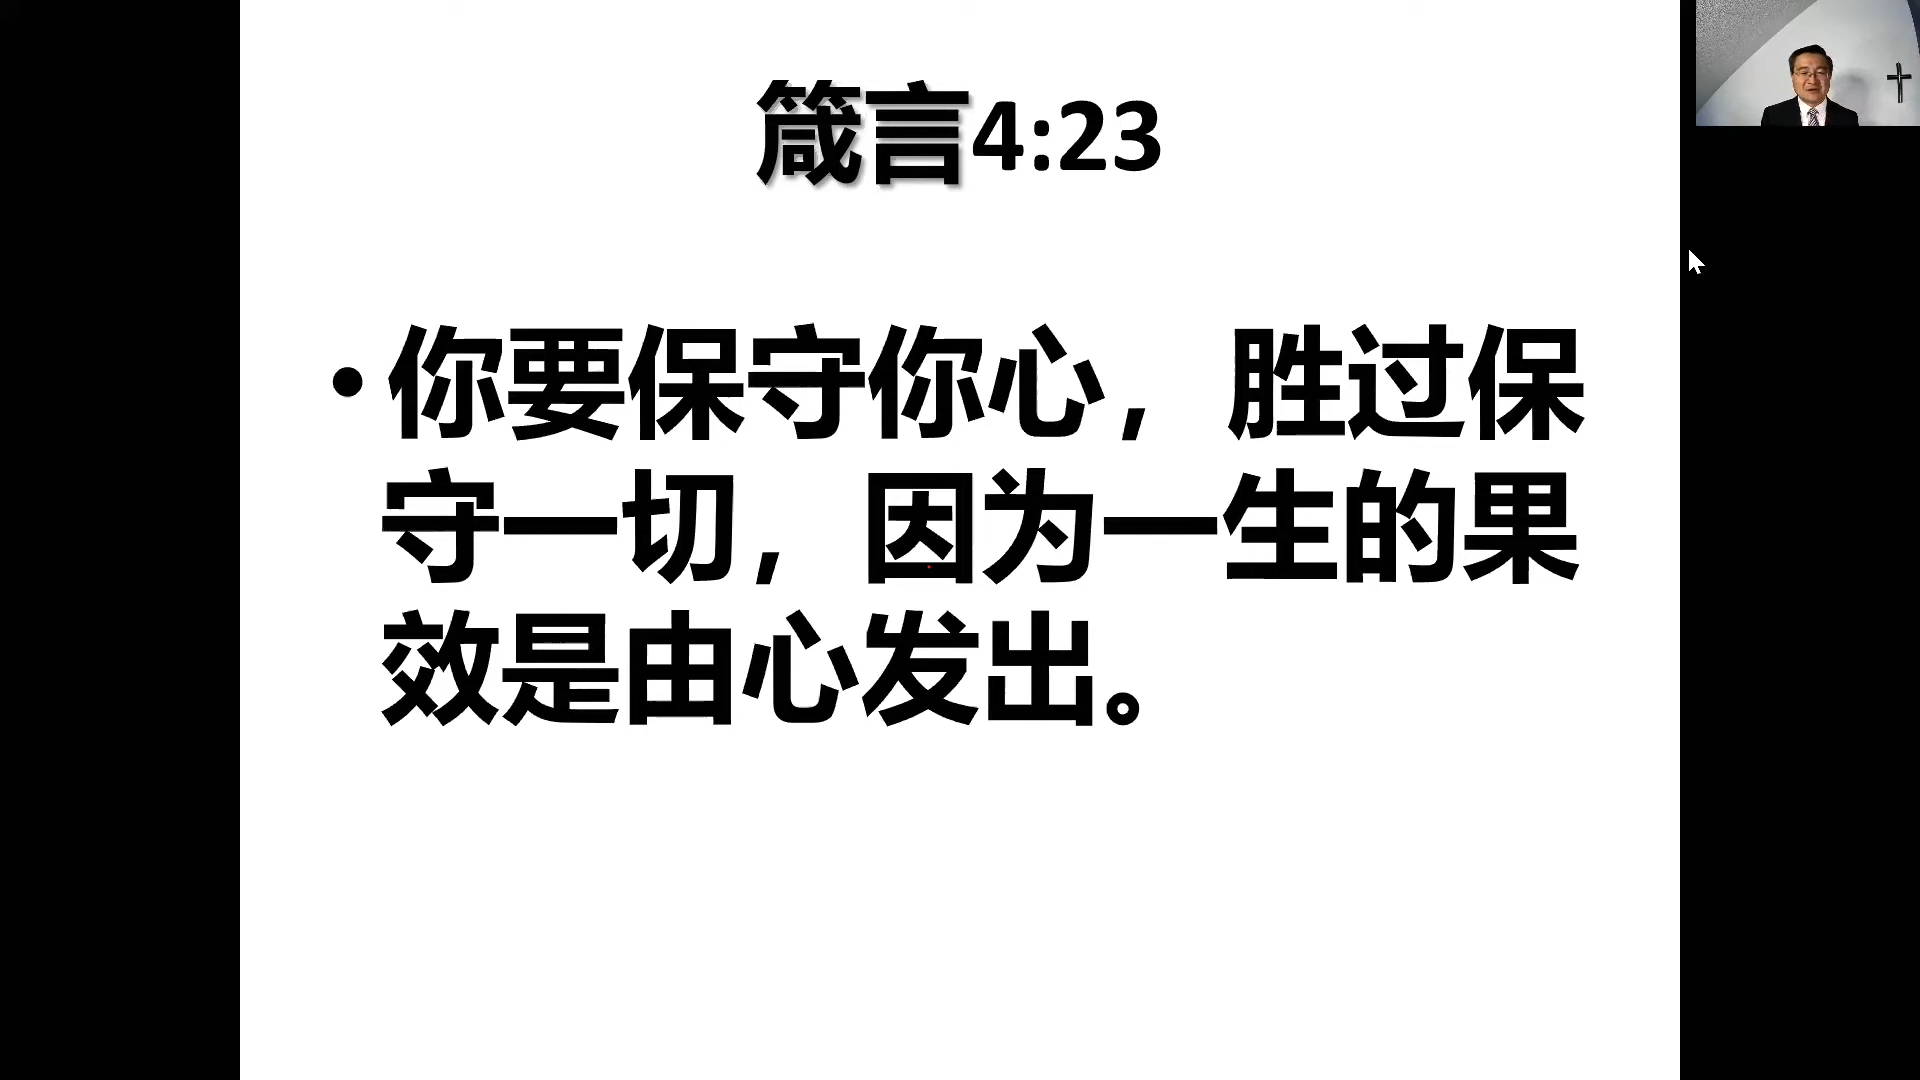 箴言4:23
• 你要保守你心，胜过保
守一切，因为一生的果
效是由心发出。